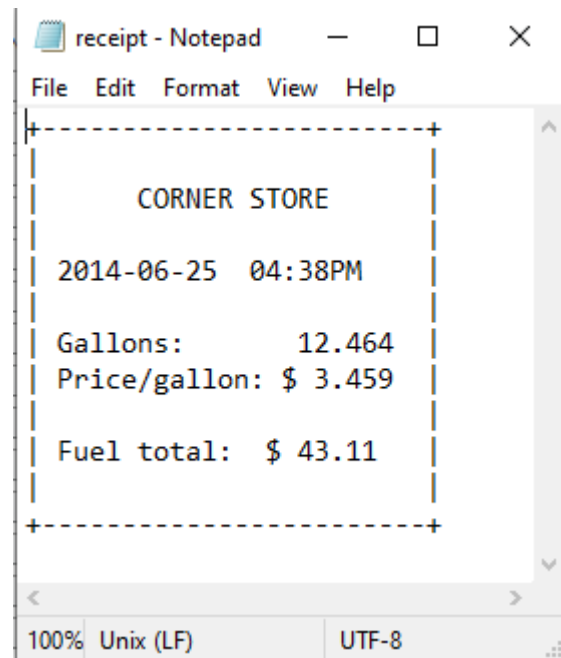 receipt - Notepad
File Edit Format View Help
+------------------------+
|                        |
|      CORNER STORE      |
|                        |
| 2014-06-25  04:38PM    |
|                        |
| Gallons:       12.464  |
| Price/gallon: $ 3.459  |
|                        |
| Fuel total:  $ 43.11   |
|                        |
+------------------------+
100% Unix (LF) UTF-8